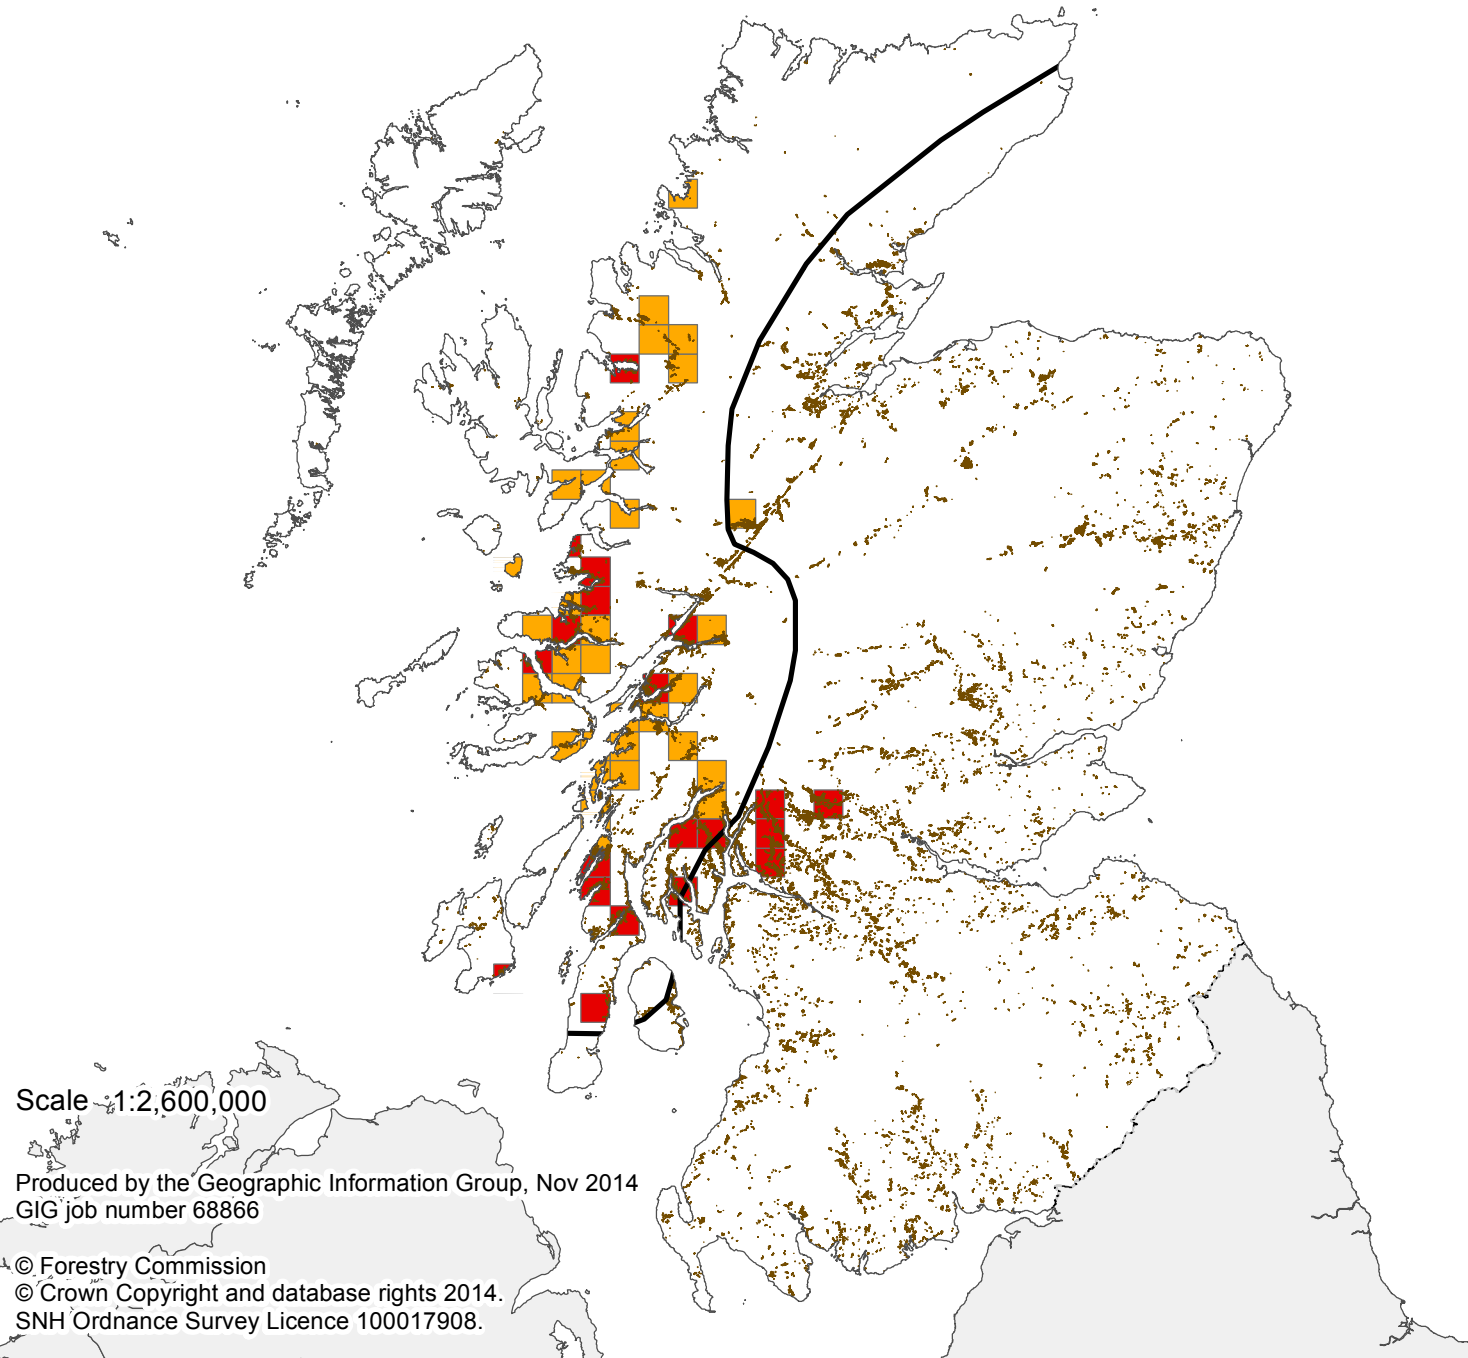 Scale 1:2,600,000
Produced by the Geographic Information Group, Nov 2014
GIG job number 68866
© Forestry Commission
© Crown Copyright and database rights 2014.
SNH Ordnance Survey Licence 100017908.